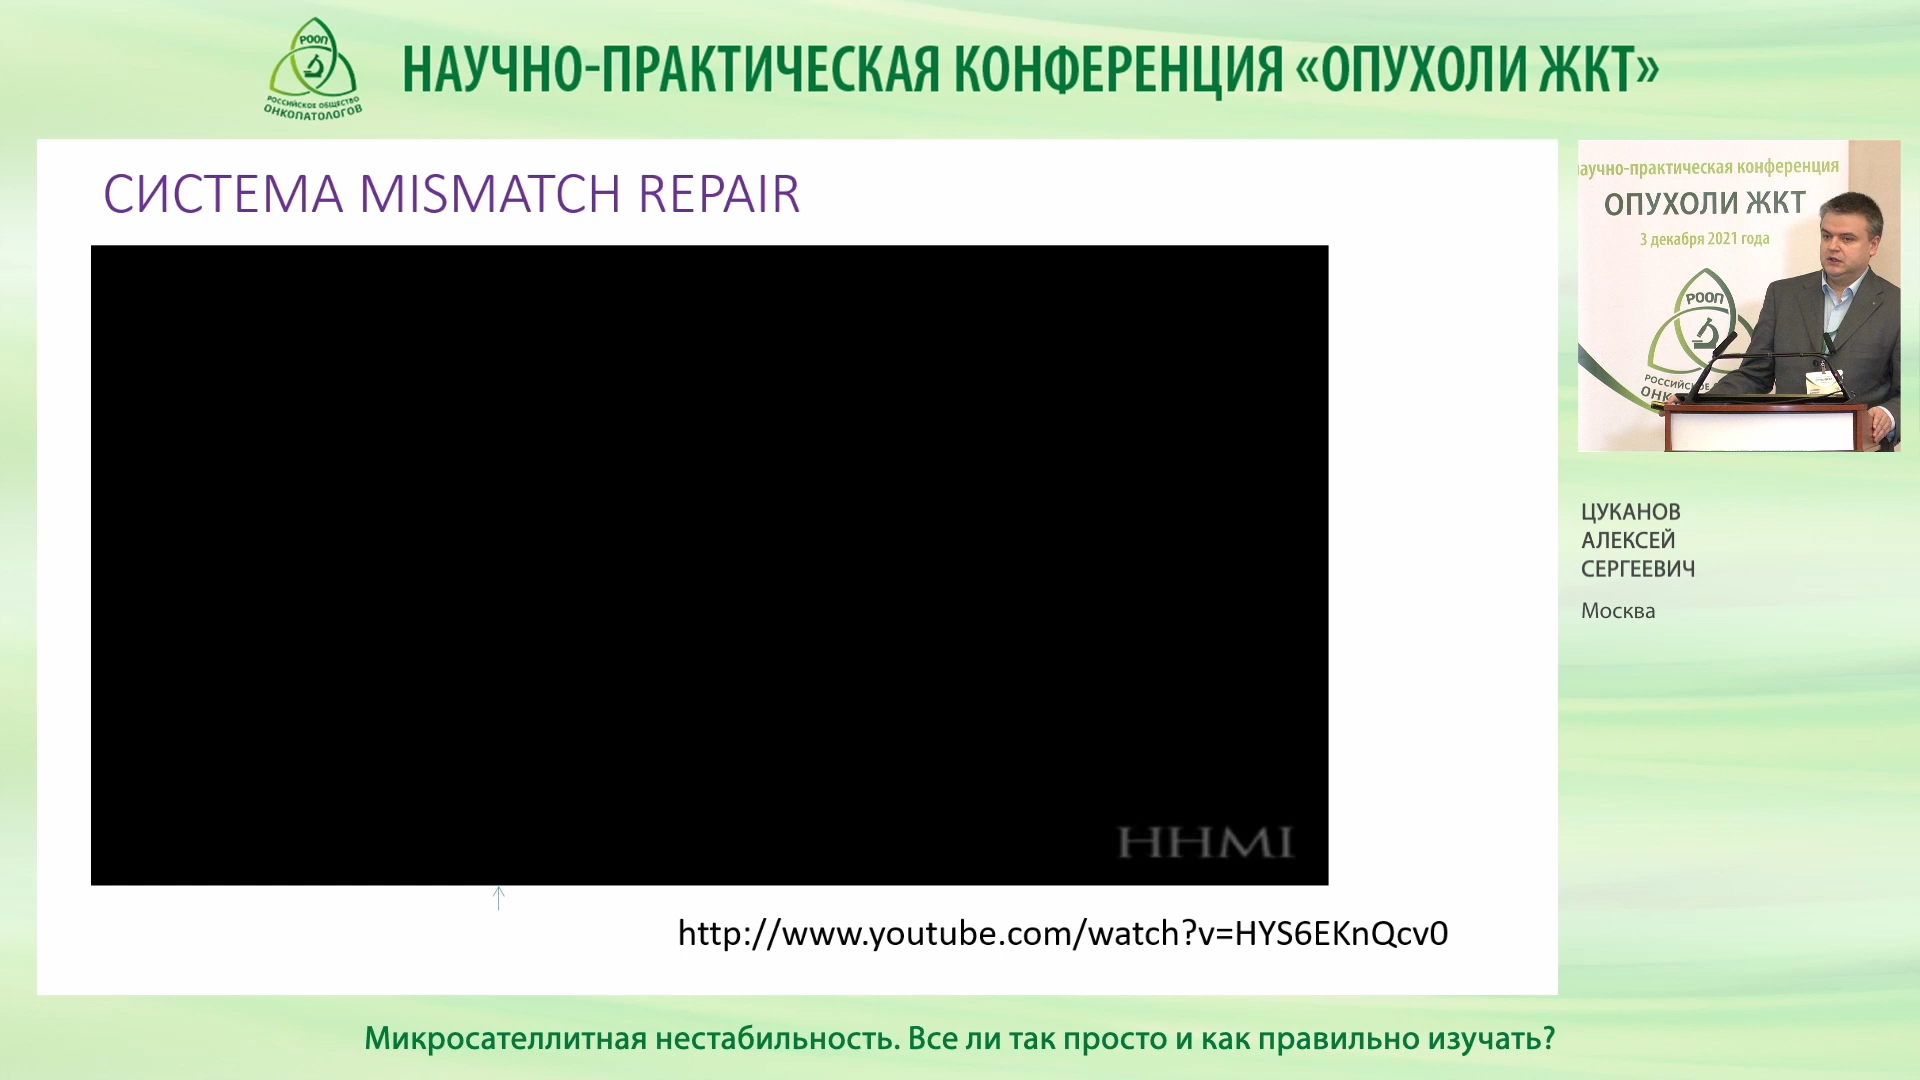 РООП
РОССИЙСКОЕ ОБЩЕСТВО
ОНКОПАТОЛОГОВ
НАУЧНО-ПРАКТИЧЕСКАЯ КОНФЕРЕНЦИЯ «ОПУХОЛИ ЖКТ»
СИСТЕМА MISMATCH REPAIR
HHMI
http://www.youtube.com/watch?v=HYS6EKnQcv0
научно-практическая конференция
ОПУХОЛИ ЖКТ
3 декабря 2021 года
РООП
ЦУКАНОВ
АЛЕКСЕЙ
СЕРГЕЕВИЧ
Москва
Микросателлитная нестабильность. Все ли так просто и как правильно изучать?